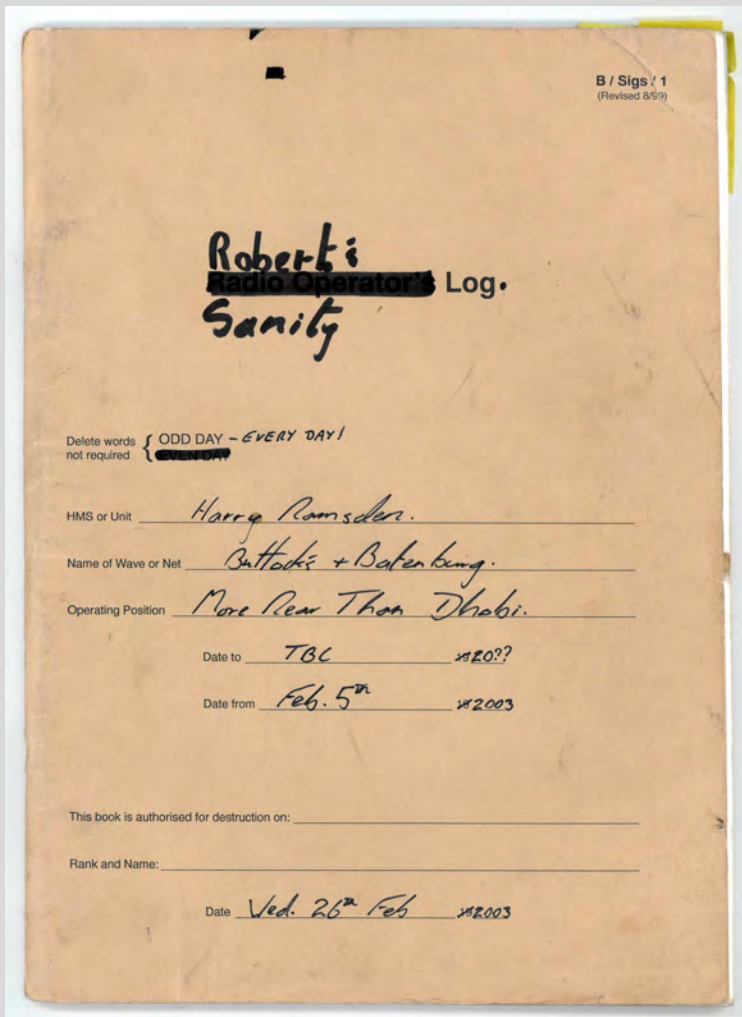 B / Sigs / 1
(Revised 8/99)
Robert's
Radio Operator's Log.
Sanity
Delete words
not required { ODD DAY - EVERY DAY!
EVEN DAY
HMS or Unit Harry Ramsden.
Name of Wave or Net Buttocks + Batenburg.
Operating Position More Near Than Dhabi.
Date to TBC 20??
Date from Feb. 5th 2003
This book is authorised for destruction on:
Rank and Name:
Date Wed. 26th Feb 2003